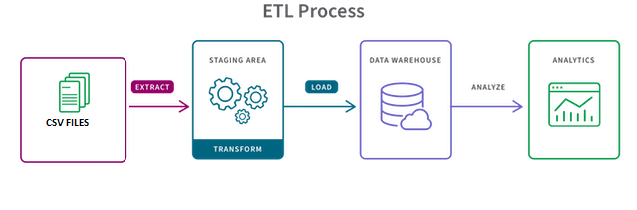 ETL Process
CSV FILES
EXTRACT
STAGING AREA
TRANSFORM
LOAD
DATA WAREHOUSE
ANALYZE
ANALYTICS